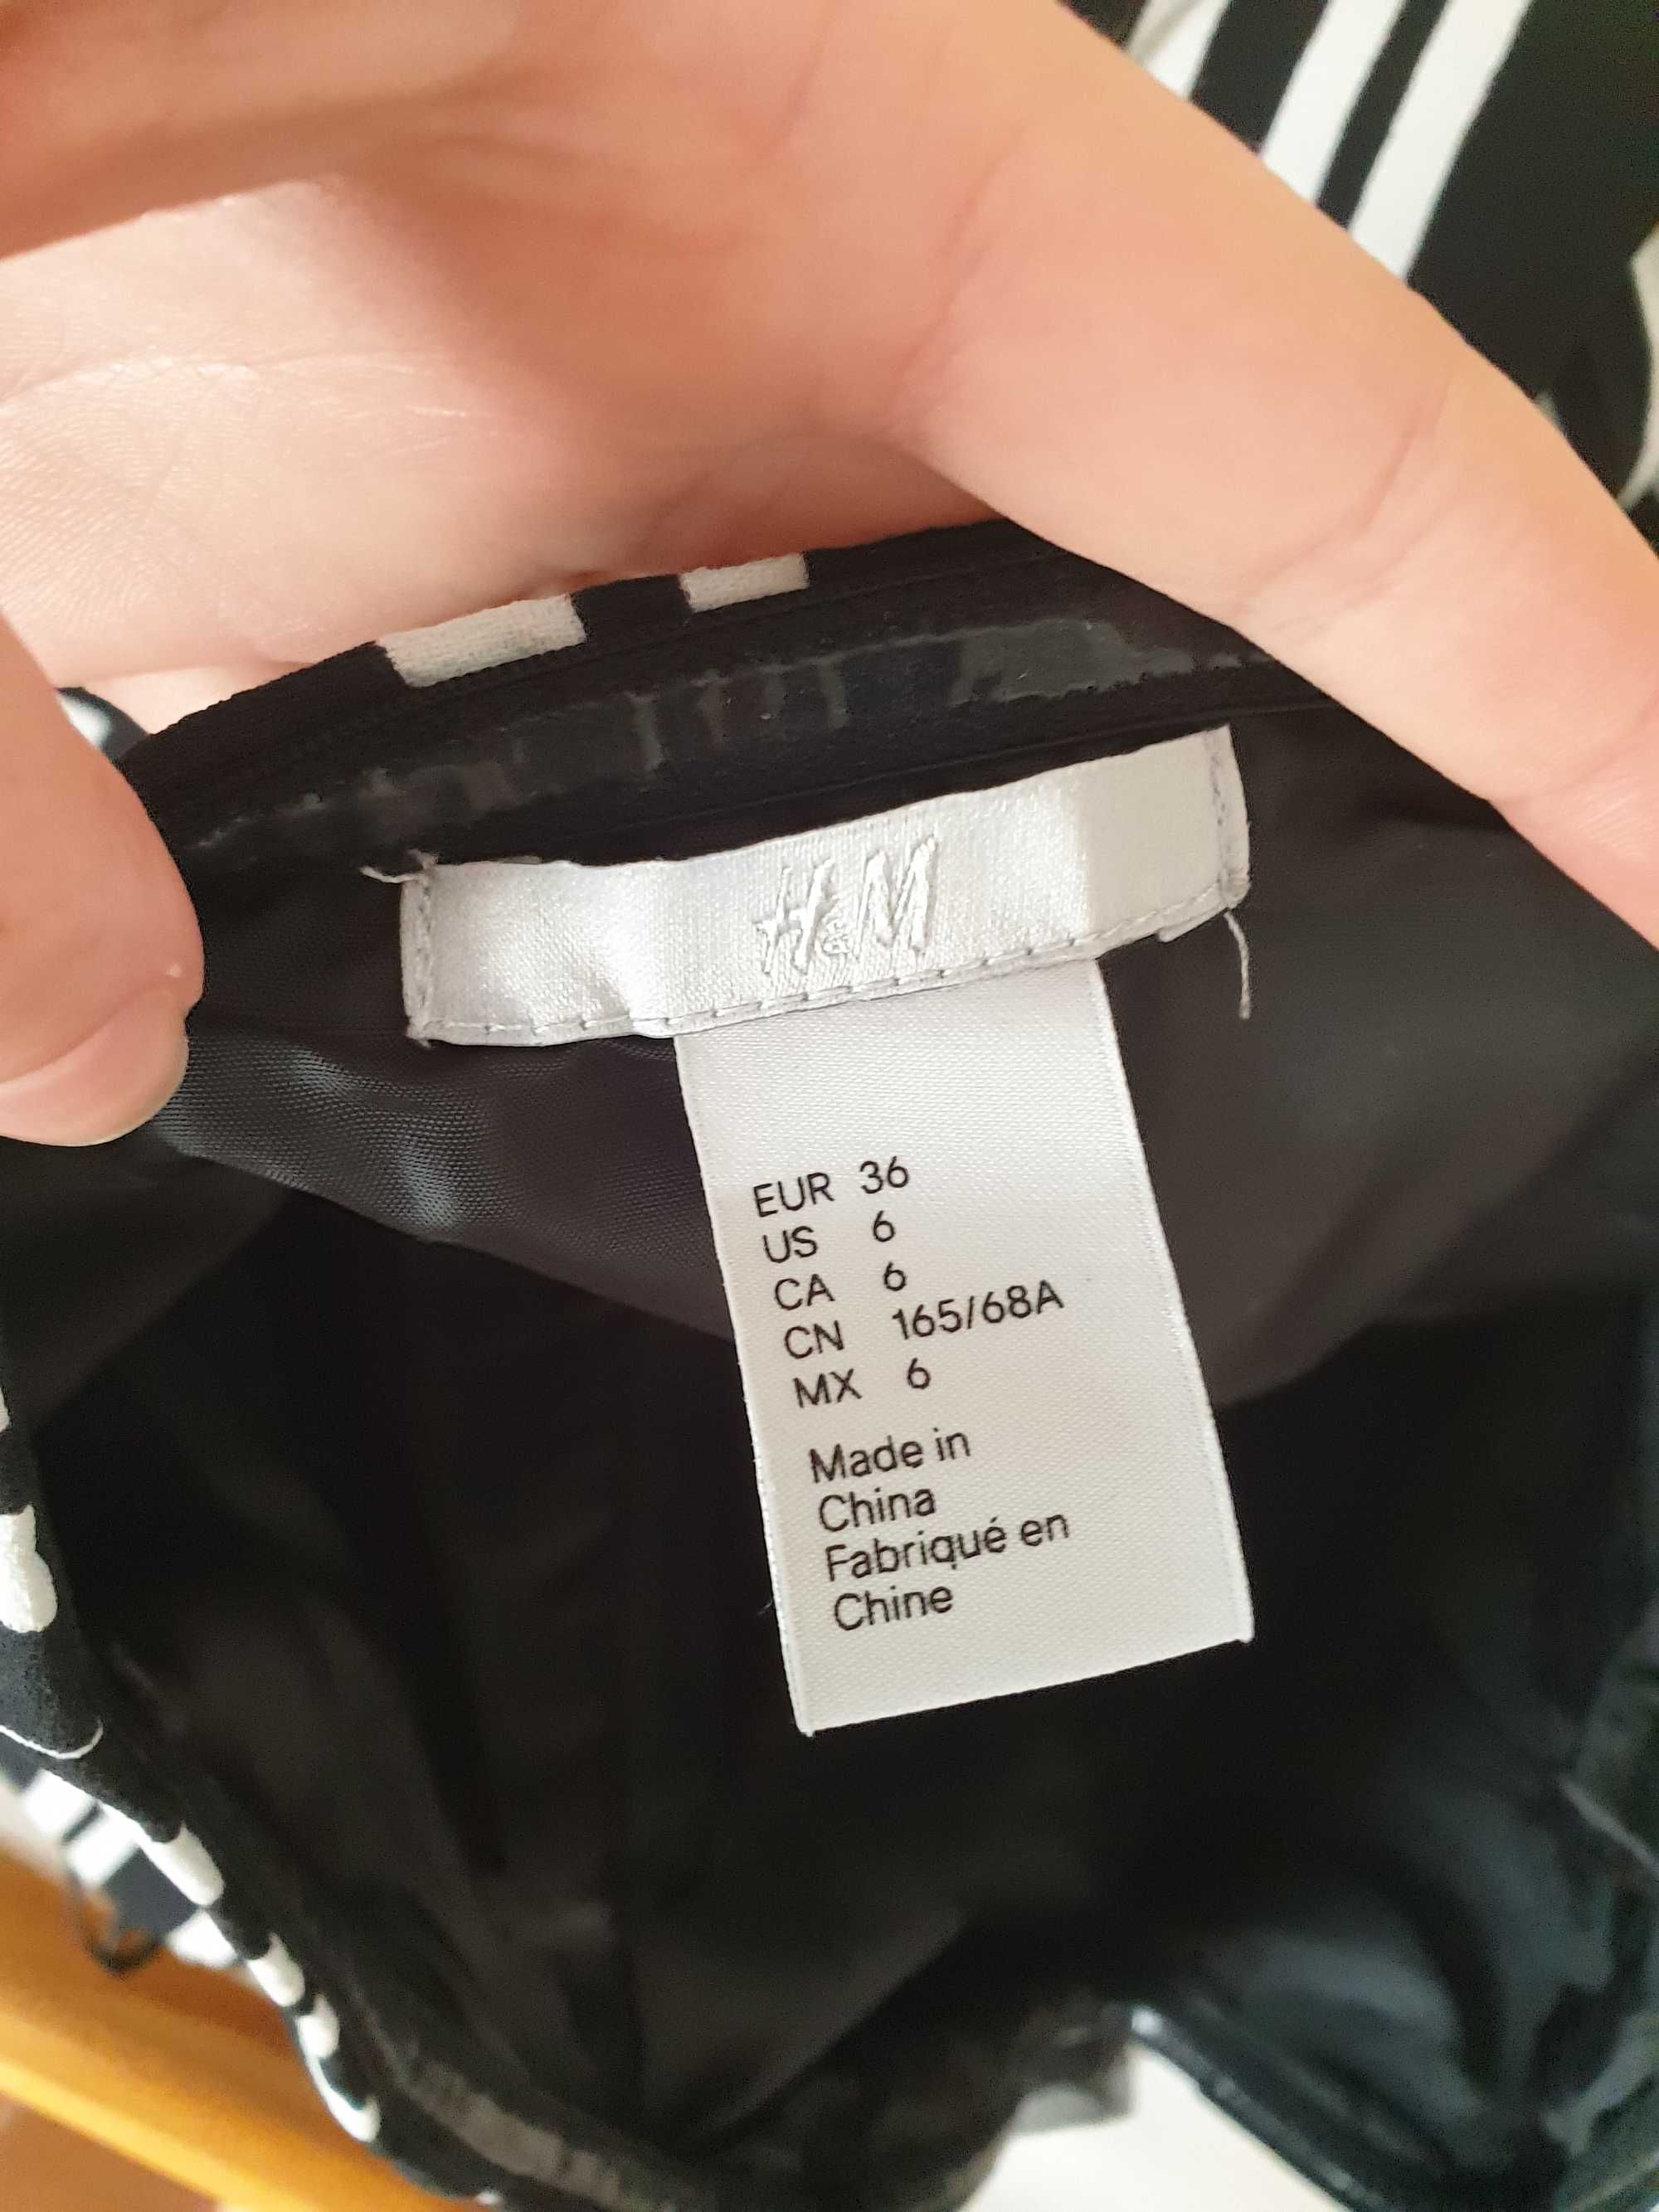 H&M
EUR 36
US 6
CA 6
CN 165/68A
MX 6
Made in
China
Fabriqué en
Chine